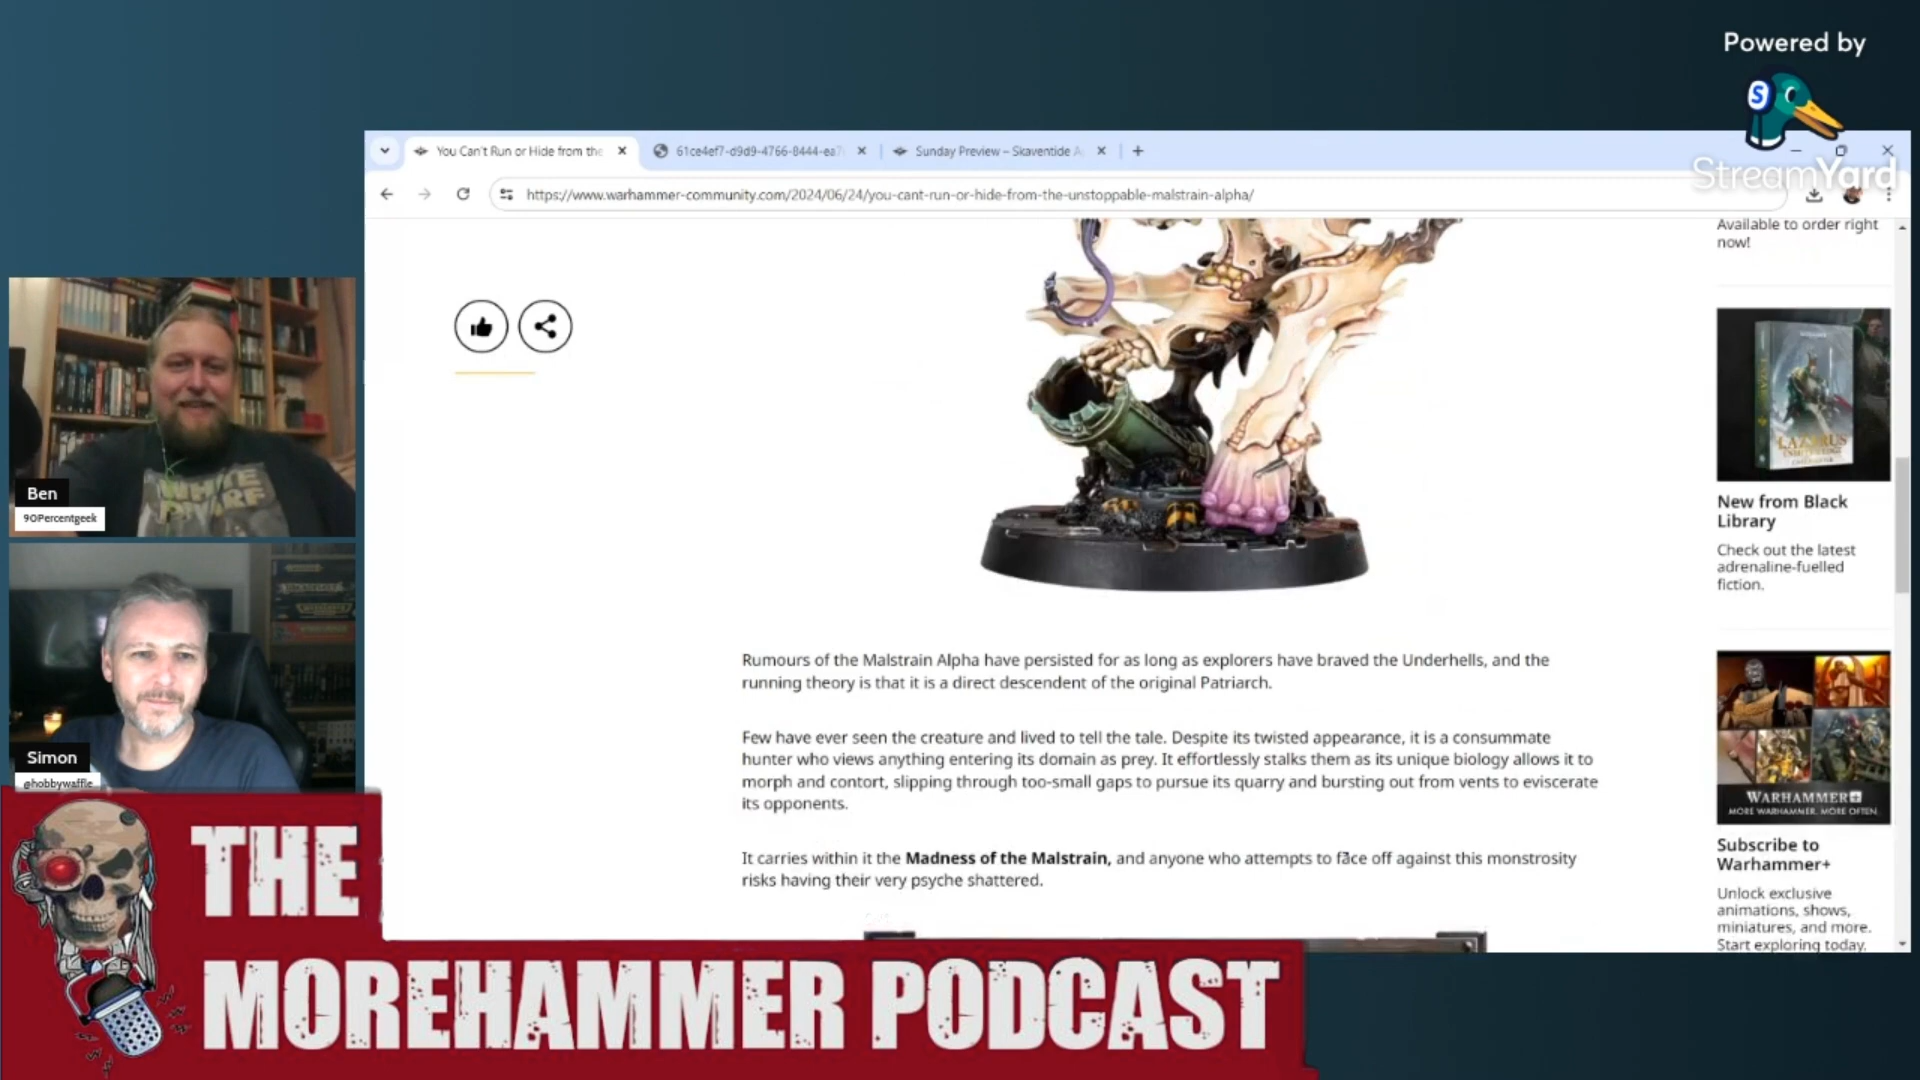 Powered by
StreamYard
You Can't Run or Hide from the
61ce4ef7-d9d9-4766-8444-ea7
Sunday Preview – Skaventide A
https://www.warhammer-community.com/2024/06/24/you-cant-run-or-hide-from-the-unstoppable-malstrain-alpha/
Available to order right
now!
New from Black
Library
Check out the latest
adrenaline-fuelled
fiction.
WARHAMMER+
MORE WARHAMMER. MORE OFTEN.
Subscribe to
Warhammer+
Unlock exclusive
animations, shows,
miniatures, and more.
Start exploring today.
WHITE
DWARF
Ben
90Percentgeek
Simon
@hobbywaffle
Rumours of the Malstrain Alpha have persisted for as long as explorers have braved the Underhells, and the
running theory is that it is a direct descendent of the original Patriarch.
Few have ever seen the creature and lived to tell the tale. Despite its twisted appearance, it is a consummate
hunter who views anything entering its domain as prey. It effortlessly stalks them as its unique biology allows it to
morph and contort, slipping through too-small gaps to pursue its quarry and bursting out from vents to eviscerate
its opponents.
It carries within it the Madness of the Malstrain, and anyone who attempts to face off against this monstrosity
risks having their very psyche shattered.
THE
MOREHAMMER PODCAST